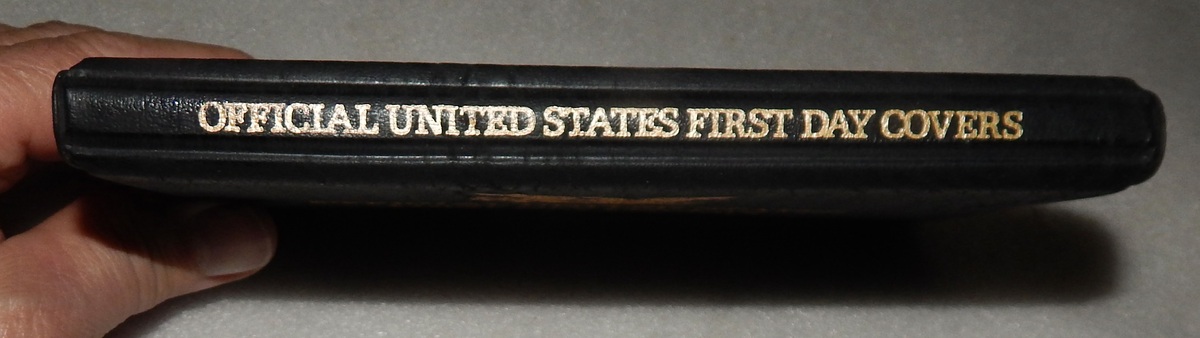 OFFICIAL UNITED STATES FIRST DAY COVERS